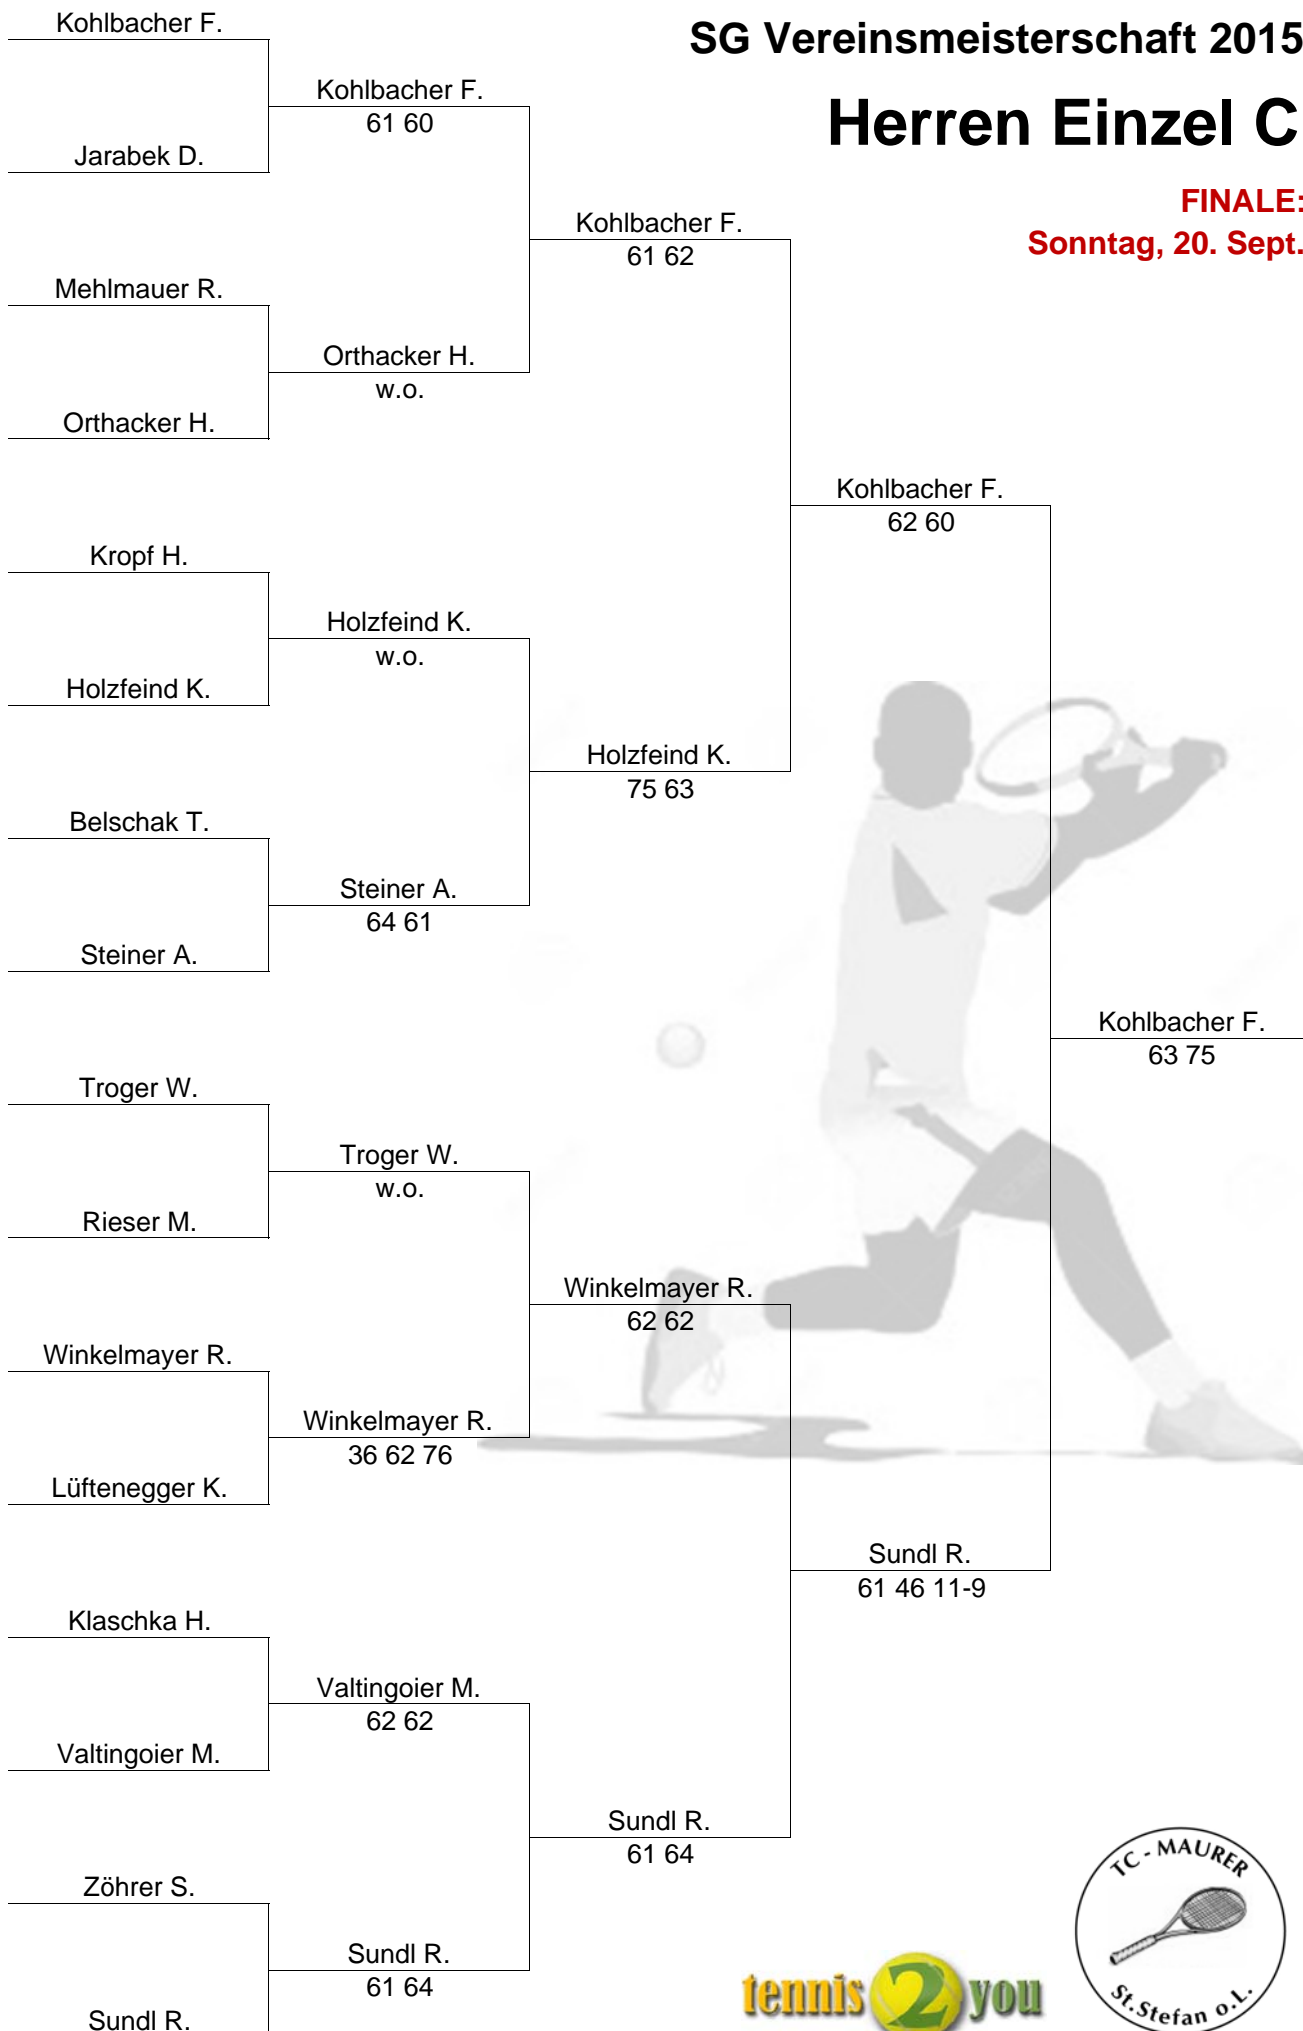 SG Vereinsmeisterschaft 2015
Herren Einzel C
FINALE:
Sonntag, 20. Sept.
Kohlbacher F.
Jarabek D.
Mehlmauer R.
Orthacker H.
Kropf H.
Holzfeind K.
Belschak T.
Steiner A.
Troger W.
Rieser M.
Winkelmayer R.
Lüftenegger K.
Klaschka H.
Valtingoier M.
Zöhrer S.
Sundl R.
Kohlbacher F.
61 60
Orthacker H.
w.o.
Holzfeind K.
w.o.
Steiner A.
64 61
Troger W.
w.o.
Winkelmayer R.
36 62 76
Valtingoier M.
62 62
Sundl R.
61 64
Kohlbacher F.
61 62
Holzfeind K.
75 63
Winkelmayer R.
62 62
Sundl R.
61 64
Kohlbacher F.
62 60
Sundl R.
61 46 11-9
Kohlbacher F.
63 75
tennis 2 you
TC - MAURER
St.Stefan o.L.